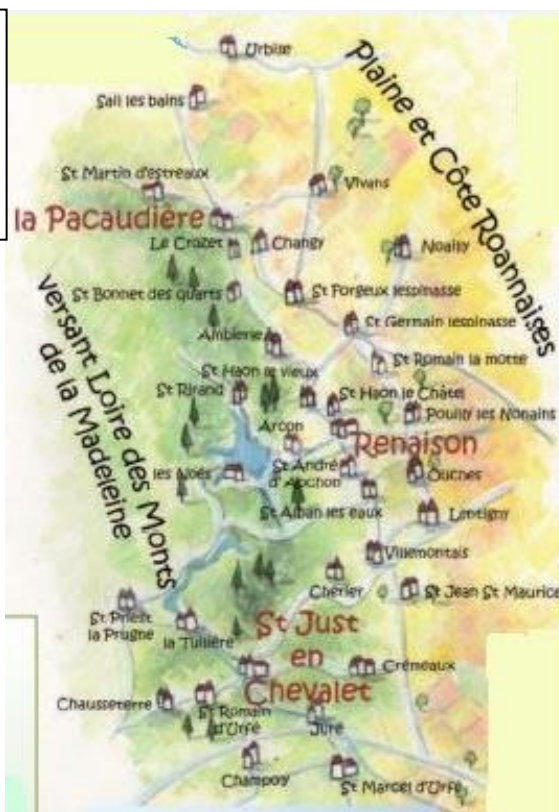 Urbise
Plaine et Côte Roannaises
Sail les bains
St Martin d'estreaux
Vivans
la Pacaudière
Le Crozet
Changy
Noailly
St Bonnet des quarts
St Forgeux lespinasse
versant Loire des Monts
de la Madeleine
Ambierle
St Germain lespinasse
St Haon le vieux
St Romain la motte
St Rirand
St Haon le Châtel
Arcon
Pouilly les Nonains
Renaison
les Noës
St André
d'Apchon
Ouches
St Alban les eaux
Lentigny
Villemontais
Cherier
St Jean St Maurice
St Priest
la Prugne
la Tuilière
St Just
en
Chevalet
Crémeaux
Chausseterre
St Romain
d'Urfé
Juré
Champoly
St Marcel d'Urfé